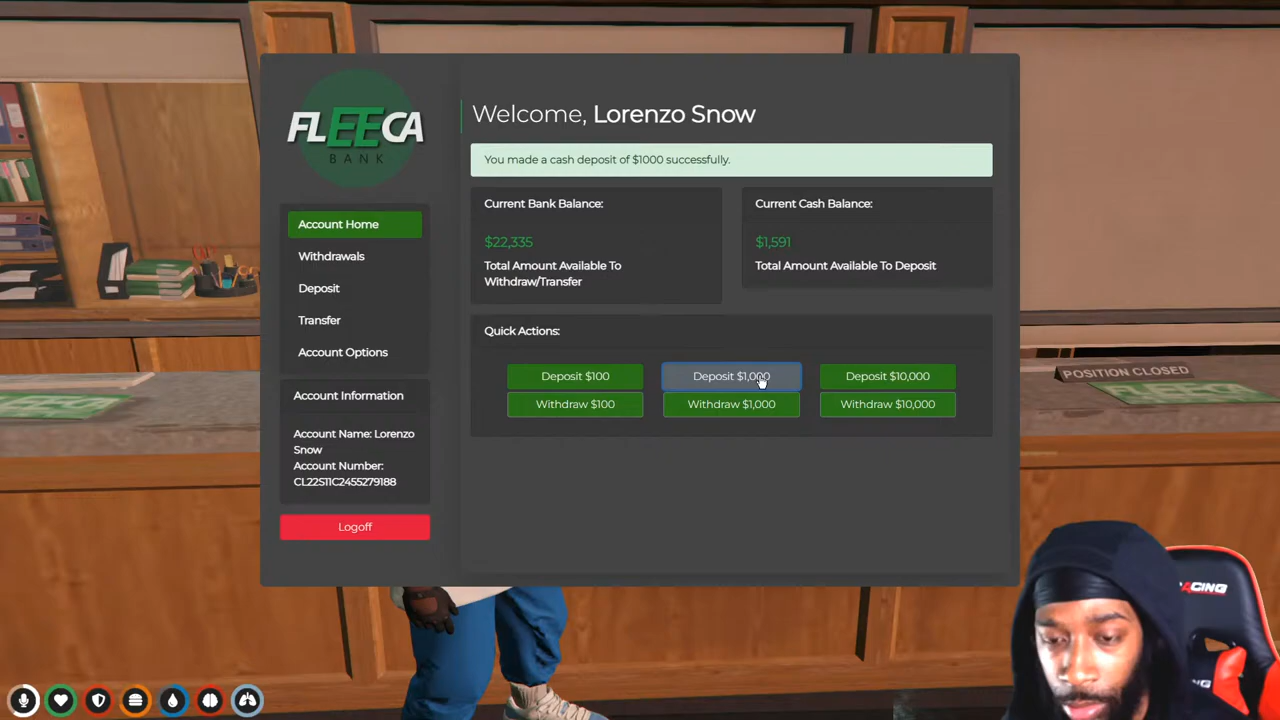 FLEECA
BANK
Welcome, Lorenzo Snow
You made a cash deposit of $1000 successfully.
Current Bank Balance:
$22,335
Total Amount Available To
Withdraw/Transfer
Current Cash Balance:
$1,591
Total Amount Available To Deposit
Account Home
Withdrawals
Deposit
Transfer
Account Options
Quick Actions:
Deposit $100
Deposit $1,000
Deposit $10,000
Withdraw $100
Withdraw $1,000
Withdraw $10,000
Account Information
Account Name: Lorenzo
Snow
Account Number:
CL22S11C2455279188
Logoff
POSITION CLOSED
ACING